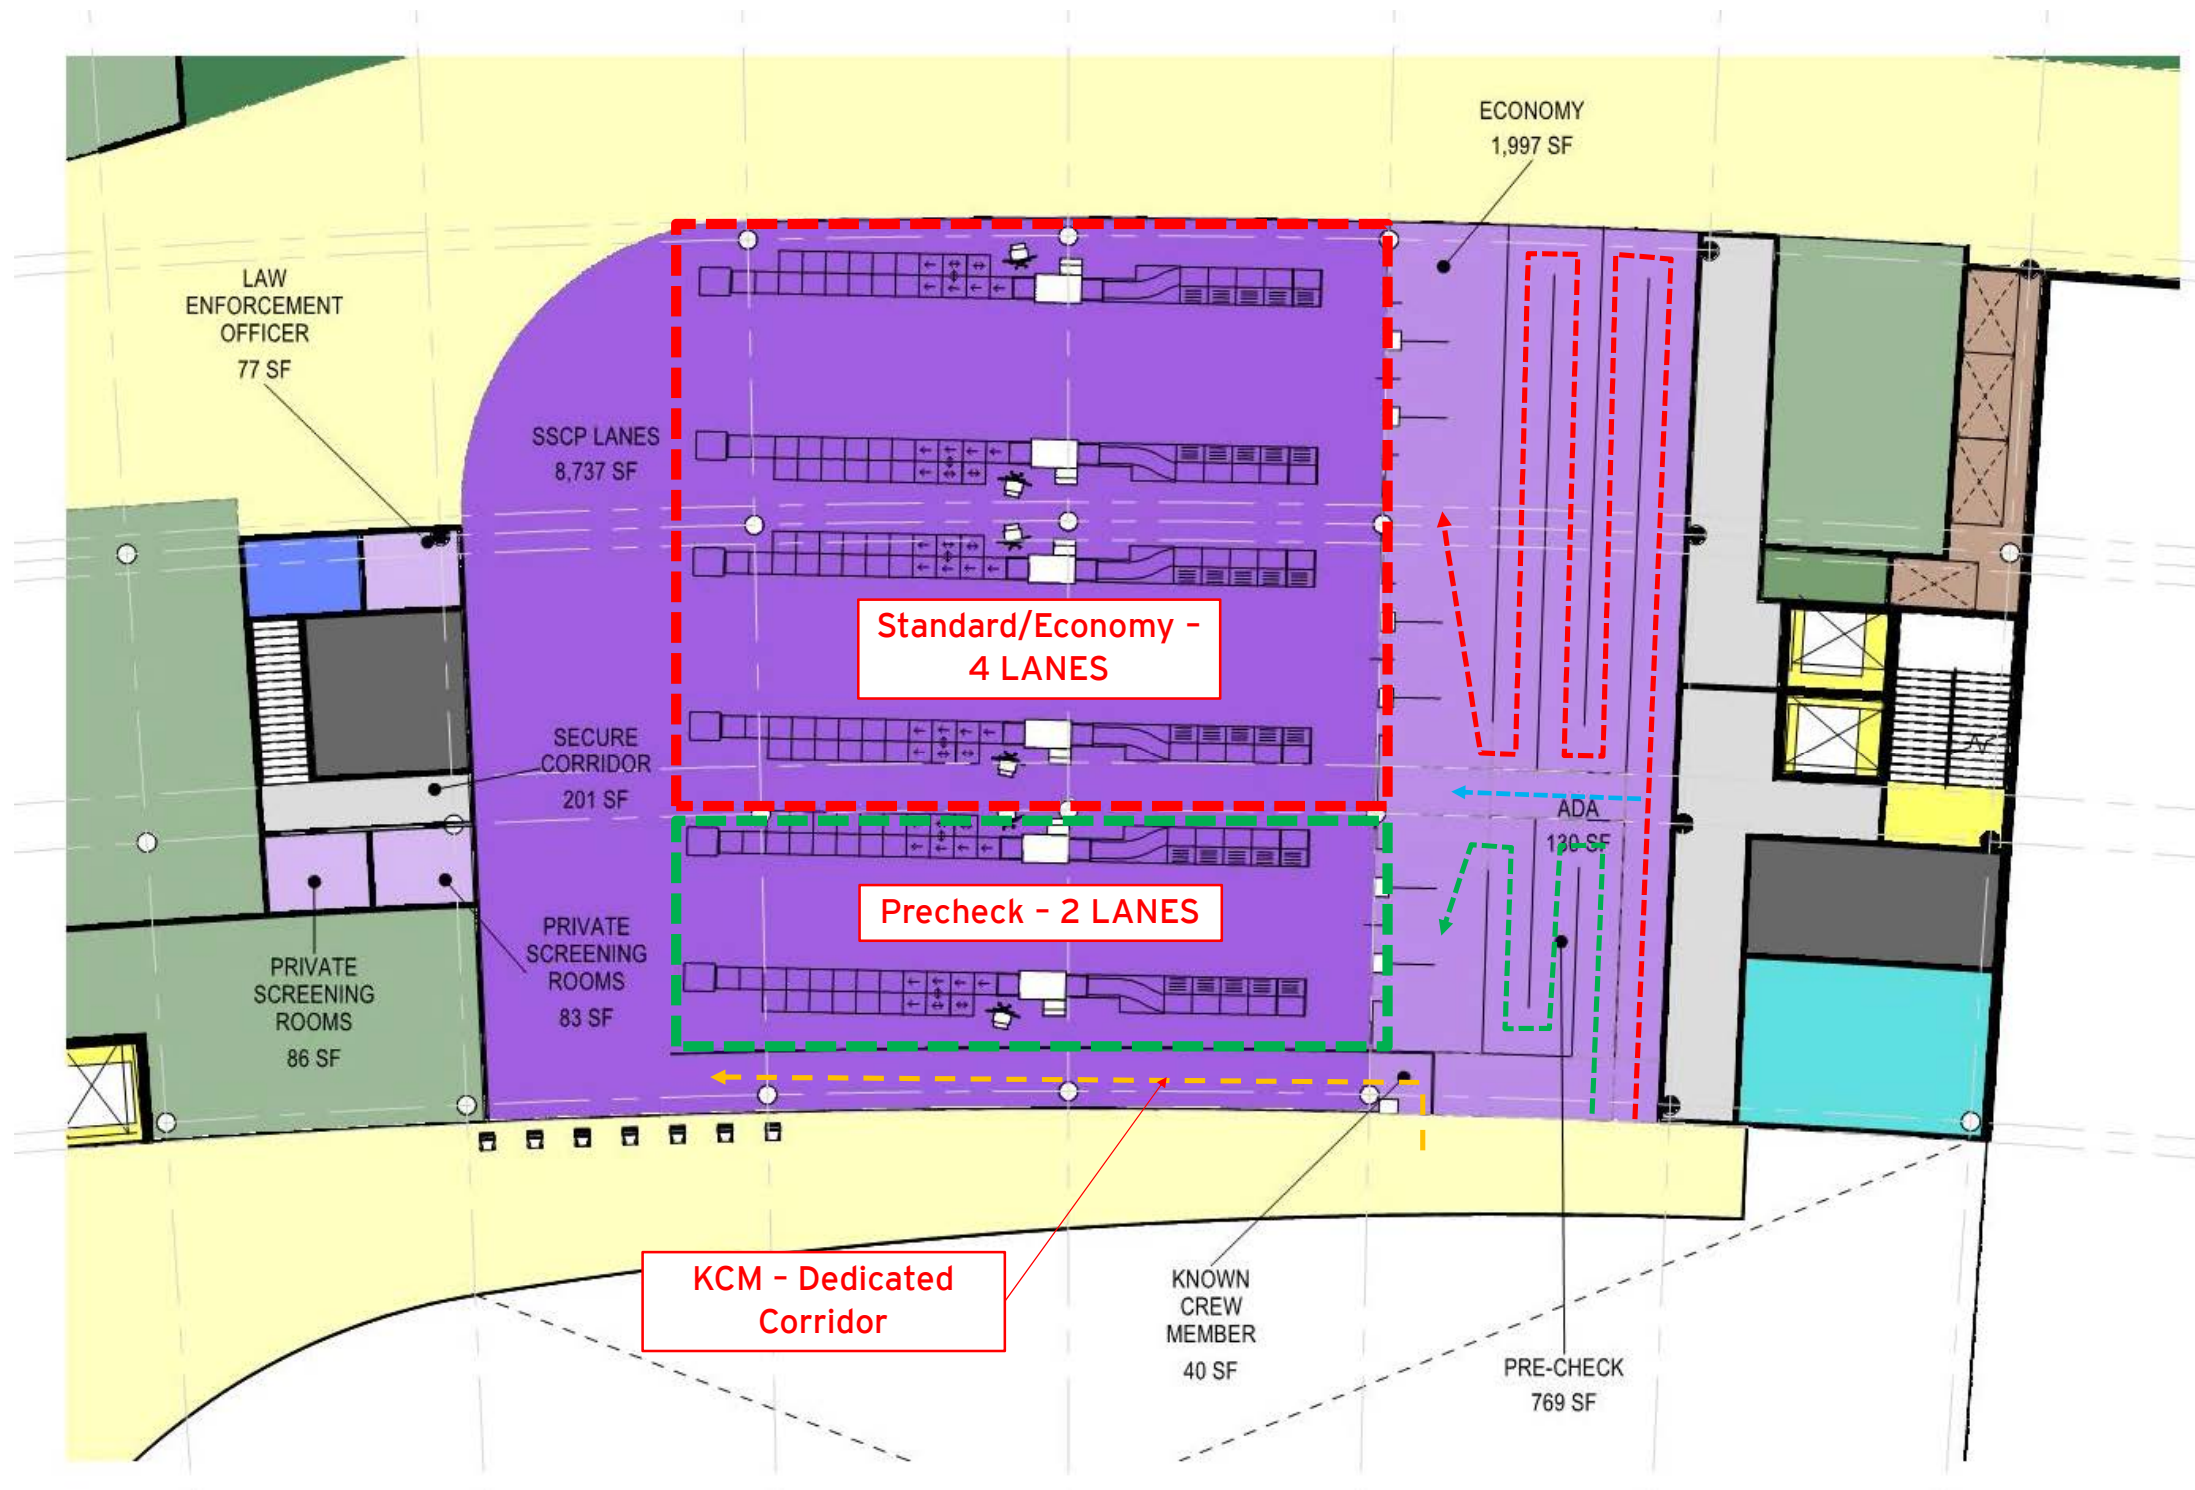 ECONOMY
1,997 SF
LAW
ENFORCEMENT
OFFICER
77 SF
SSCP LANES
8,737 SF
Standard/Economy –
4 LANES
SECURE
CORRIDOR
201 SF
ADA
130 SF
Precheck – 2 LANES
PRIVATE
SCREENING
ROOMS
83 SF
PRIVATE
SCREENING
ROOMS
86 SF
KCM – Dedicated
Corridor
KNOWN
CREW
MEMBER
40 SF
PRE-CHECK
769 SF